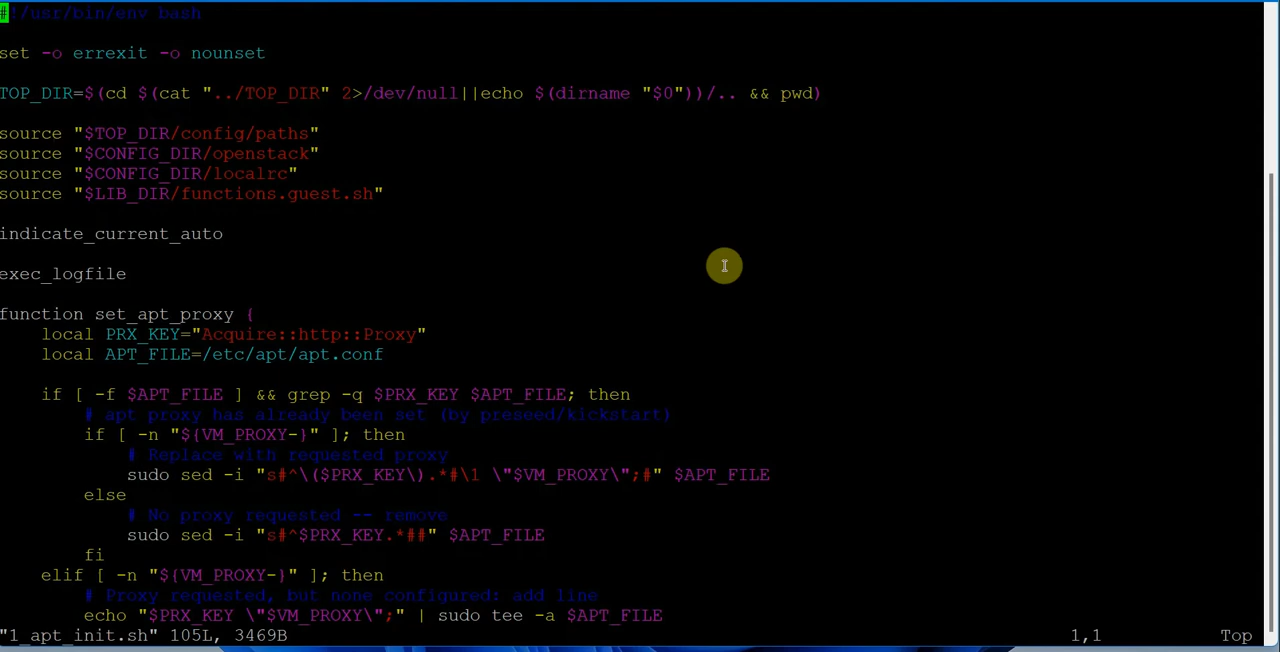 #!/usr/bin/env bash
set -o errexit -o nounset
TOP_DIR=$(cd $(cat "../TOP_DIR" 2>/dev/null||echo $(dirname "$0"))/.. && pwd)
source "$TOP_DIR/config/paths"
source "$CONFIG_DIR/openstack"
source "$CONFIG_DIR/localrc"
source "$LIB_DIR/functions.guest.sh"
indicate_current_auto
exec_logfile
function set_apt_proxy {
    local PRX_KEY="Acquire::http::Proxy"
    local APT_FILE=/etc/apt/apt.conf
    if [ -f $APT_FILE ] && grep -q $PRX_KEY $APT_FILE; then
        # apt proxy has already been set (by preseed/kickstart)
        if [ -n "${VM_PROXY-}" ]; then
            # Replace with requested proxy
            sudo sed -i "s#^\($PRX_KEY\).*#\1 \"$VM_PROXY\";#" $APT_FILE
        else
            # No proxy requested -- remove
            sudo sed -i "s#^$PRX_KEY.*##" $APT_FILE
        fi
    elif [ -n "${VM_PROXY-}" ]; then
        # Proxy requested, but none configured: add line
        echo "$PRX_KEY \"$VM_PROXY\";" | sudo tee -a $APT_FILE
"1_apt_init.sh" 105L, 3469B 1,1 Top